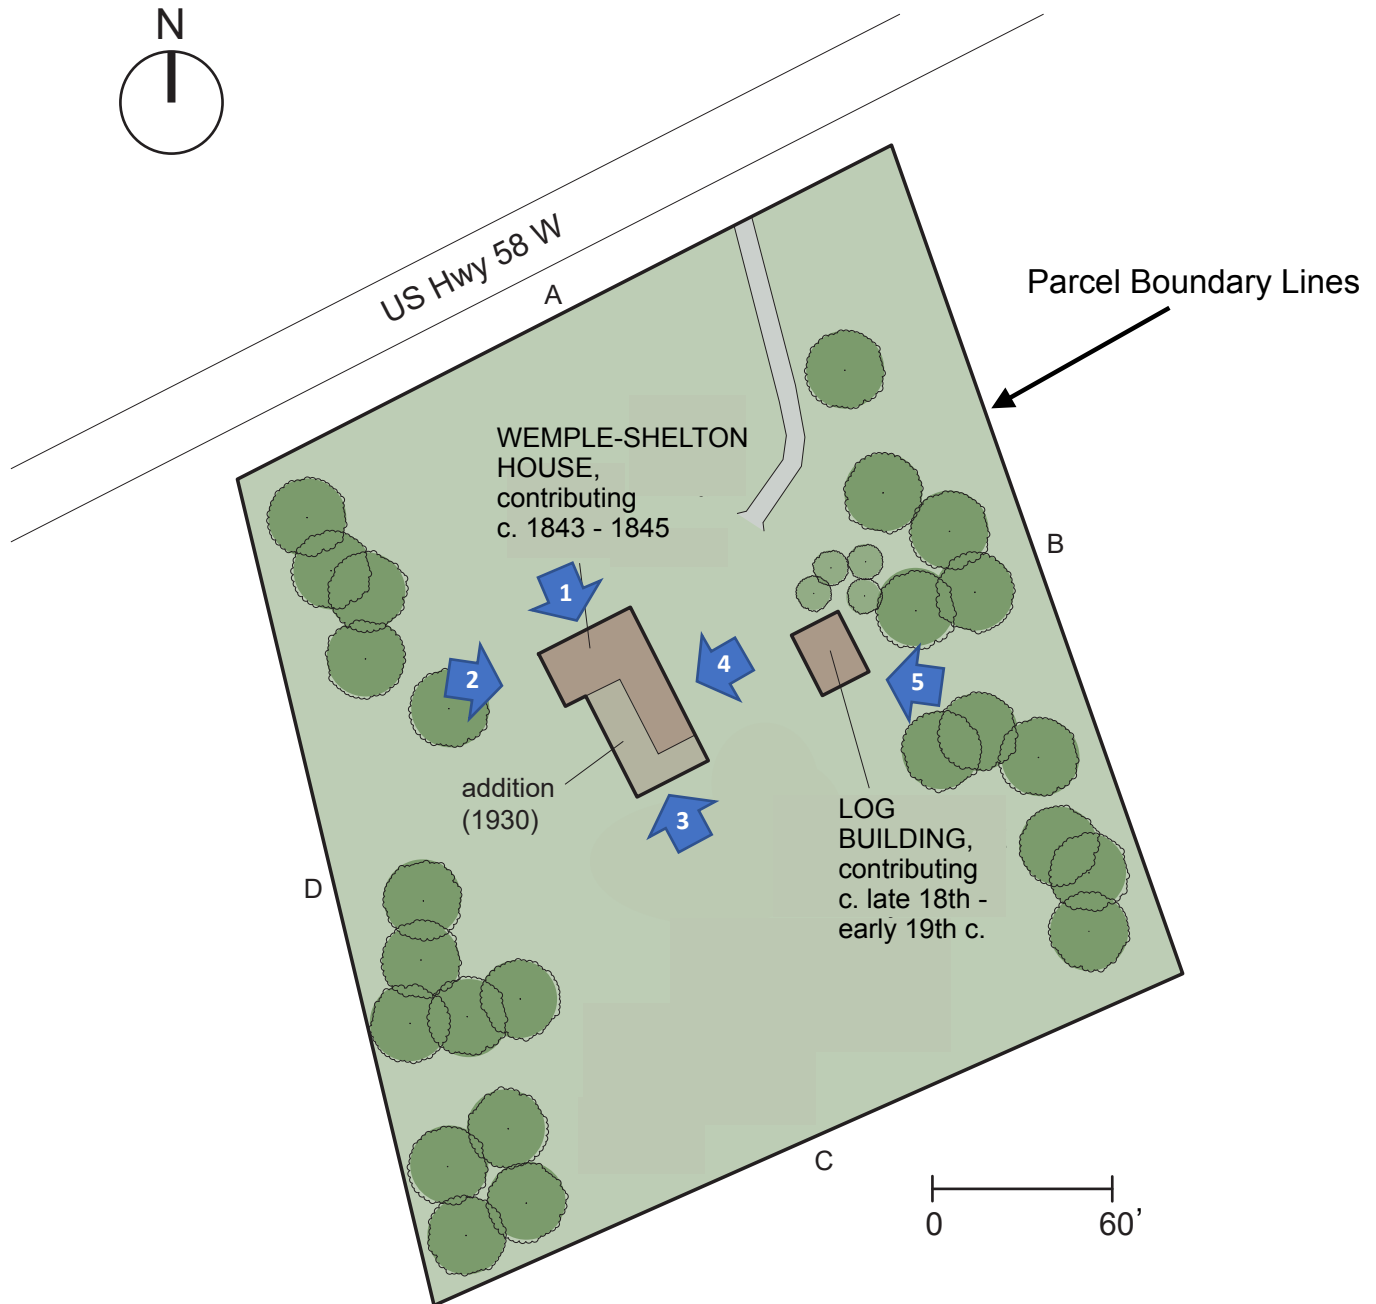 N
US Hwy 58 W
A
Parcel Boundary Lines
WEMPLE-SHELTON
HOUSE,
contributing
c. 1843 - 1845
B
1
2
4
5
addition
(1930)
3
LOG
BUILDING,
contributing
c. late 18th -
early 19th c.
D
C
0 60’